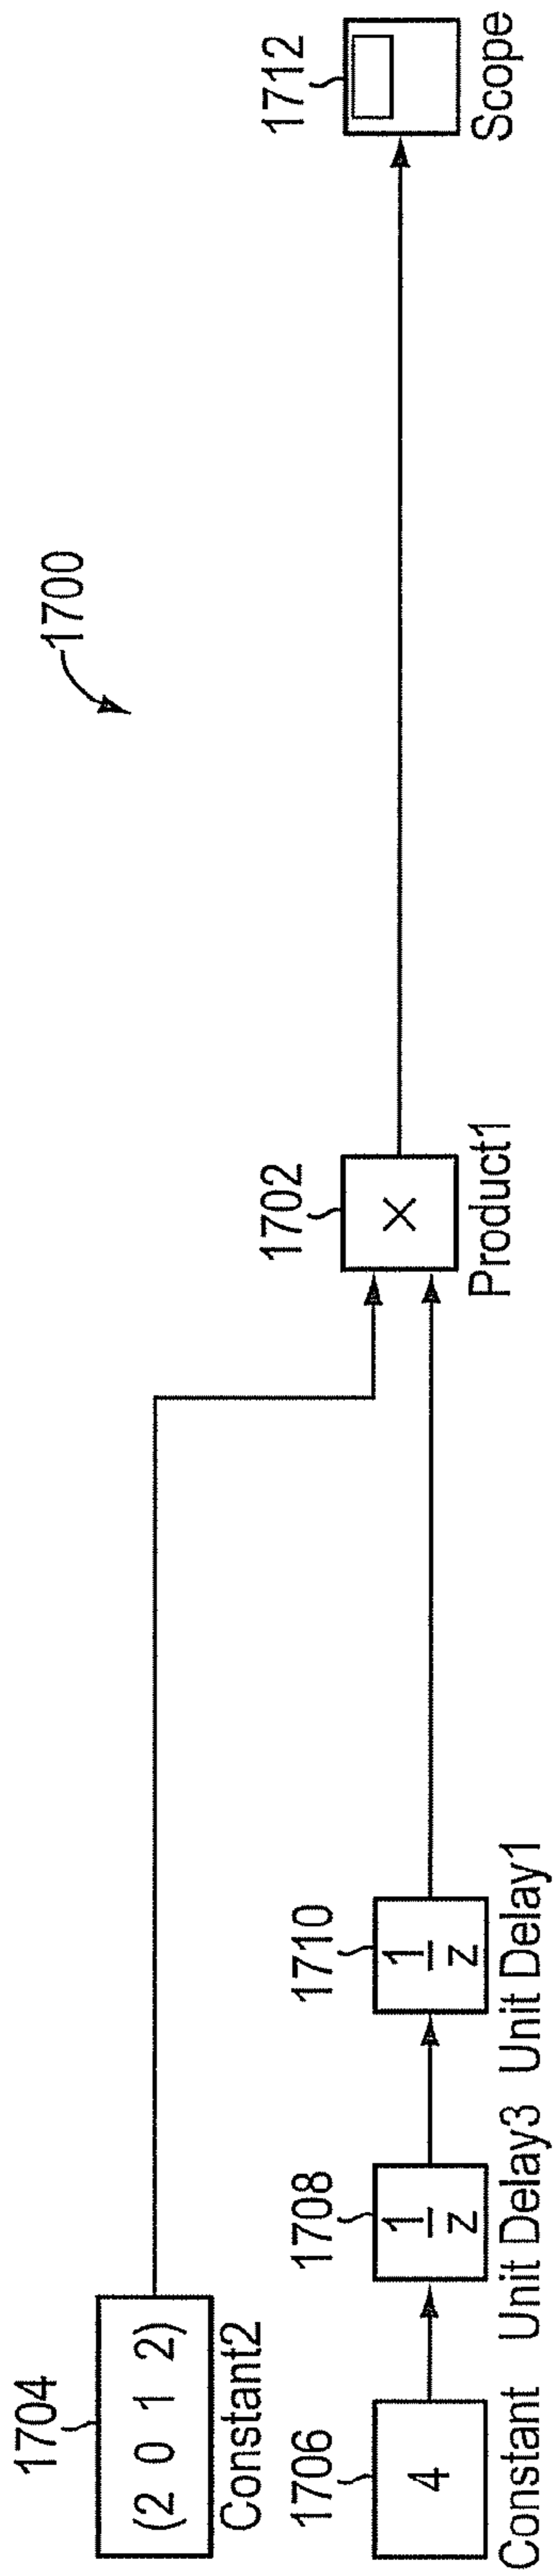 1700
1704
(2 0 1 2)
Constant2
1706
4
Constant
1708
1
z
Unit Delay3
1710
1
z
Unit Delay1
1702
×
Product1
1712
Scope